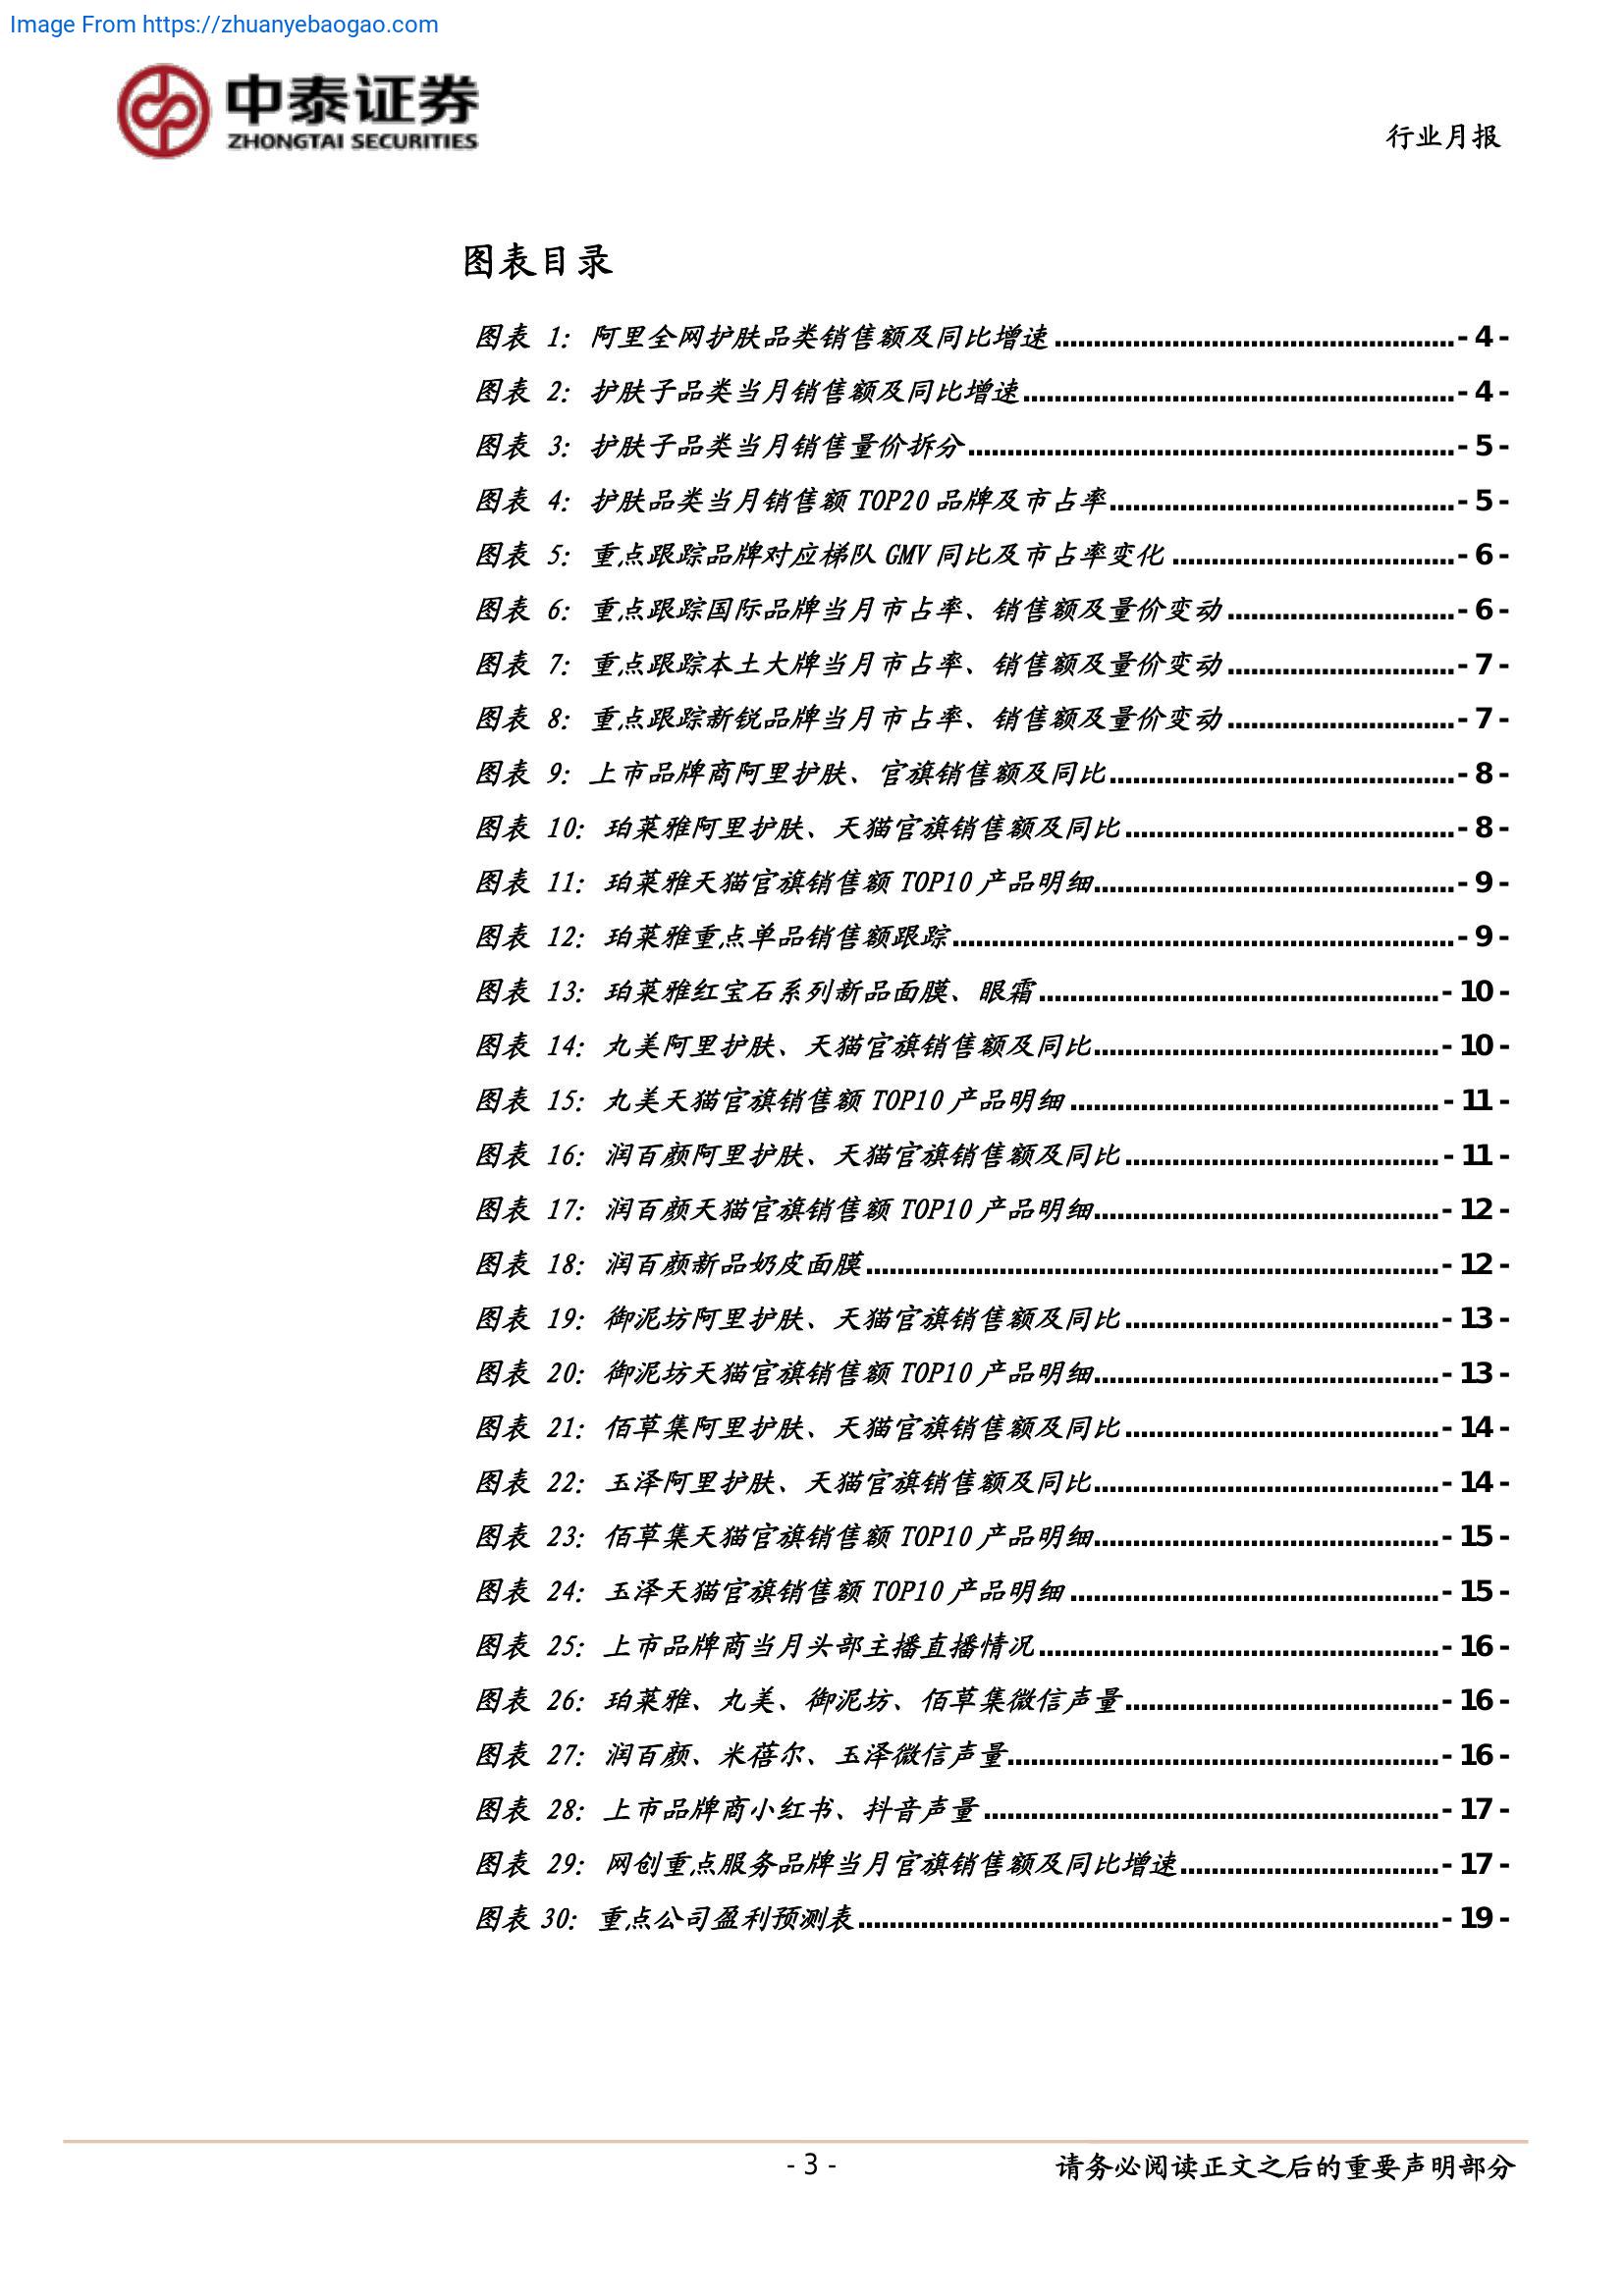 Image From https://zhuanyebaogao.com
中泰证券
ZHONGTAI SECURITIES
行业月报
图表目录
图表 1：阿里全网护肤品类销售额及同比增速 - 4 -
图表 2：护肤子品类当月销售额及同比增速 - 4 -
图表 3：护肤子品类当月销售量价拆分 - 5 -
图表 4：护肤品类当月销售额 TOP20 品牌及市占率 - 5 -
图表 5：重点跟踪品牌对应梯队 GMV 同比及市占率变化 - 6 -
图表 6：重点跟踪国际品牌当月市占率、销售额及量价变动 - 6 -
图表 7：重点跟踪本土大牌当月市占率、销售额及量价变动 - 7 -
图表 8：重点跟踪新锐品牌当月市占率、销售额及量价变动 - 7 -
图表 9：上市品牌商阿里护肤、官旗销售额及同比 - 8 -
图表 10：珀莱雅阿里护肤、天猫官旗销售额及同比 - 8 -
图表 11：珀莱雅天猫官旗销售额 TOP10 产品明细 - 9 -
图表 12：珀莱雅重点单品销售额跟踪 - 9 -
图表 13：珀莱雅红宝石系列新品面膜、眼霜 - 10 -
图表 14：丸美阿里护肤、天猫官旗销售额及同比 - 10 -
图表 15：丸美天猫官旗销售额 TOP10 产品明细 - 11 -
图表 16：润百颜阿里护肤、天猫官旗销售额及同比 - 11 -
图表 17：润百颜天猫官旗销售额 TOP10 产品明细 - 12 -
图表 18：润百颜新品奶皮面膜 - 12 -
图表 19：御泥坊阿里护肤、天猫官旗销售额及同比 - 13 -
图表 20：御泥坊天猫官旗销售额 TOP10 产品明细 - 13 -
图表 21：佰草集阿里护肤、天猫官旗销售额及同比 - 14 -
图表 22：玉泽阿里护肤、天猫官旗销售额及同比 - 14 -
图表 23：佰草集天猫官旗销售额 TOP10 产品明细 - 15 -
图表 24：玉泽天猫官旗销售额 TOP10 产品明细 - 15 -
图表 25：上市品牌商当月头部主播直播情况 - 16 -
图表 26：珀莱雅、丸美、御泥坊、佰草集微信声量 - 16 -
图表 27：润百颜、米蓓尔、玉泽微信声量 - 16 -
图表 28：上市品牌商小红书、抖音声量 - 17 -
图表 29：网创重点服务品牌当月官旗销售额及同比增速 - 17 -
图表 30：重点公司盈利预测表 - 19 -
- 3 -
请务必阅读正文之后的重要声明部分